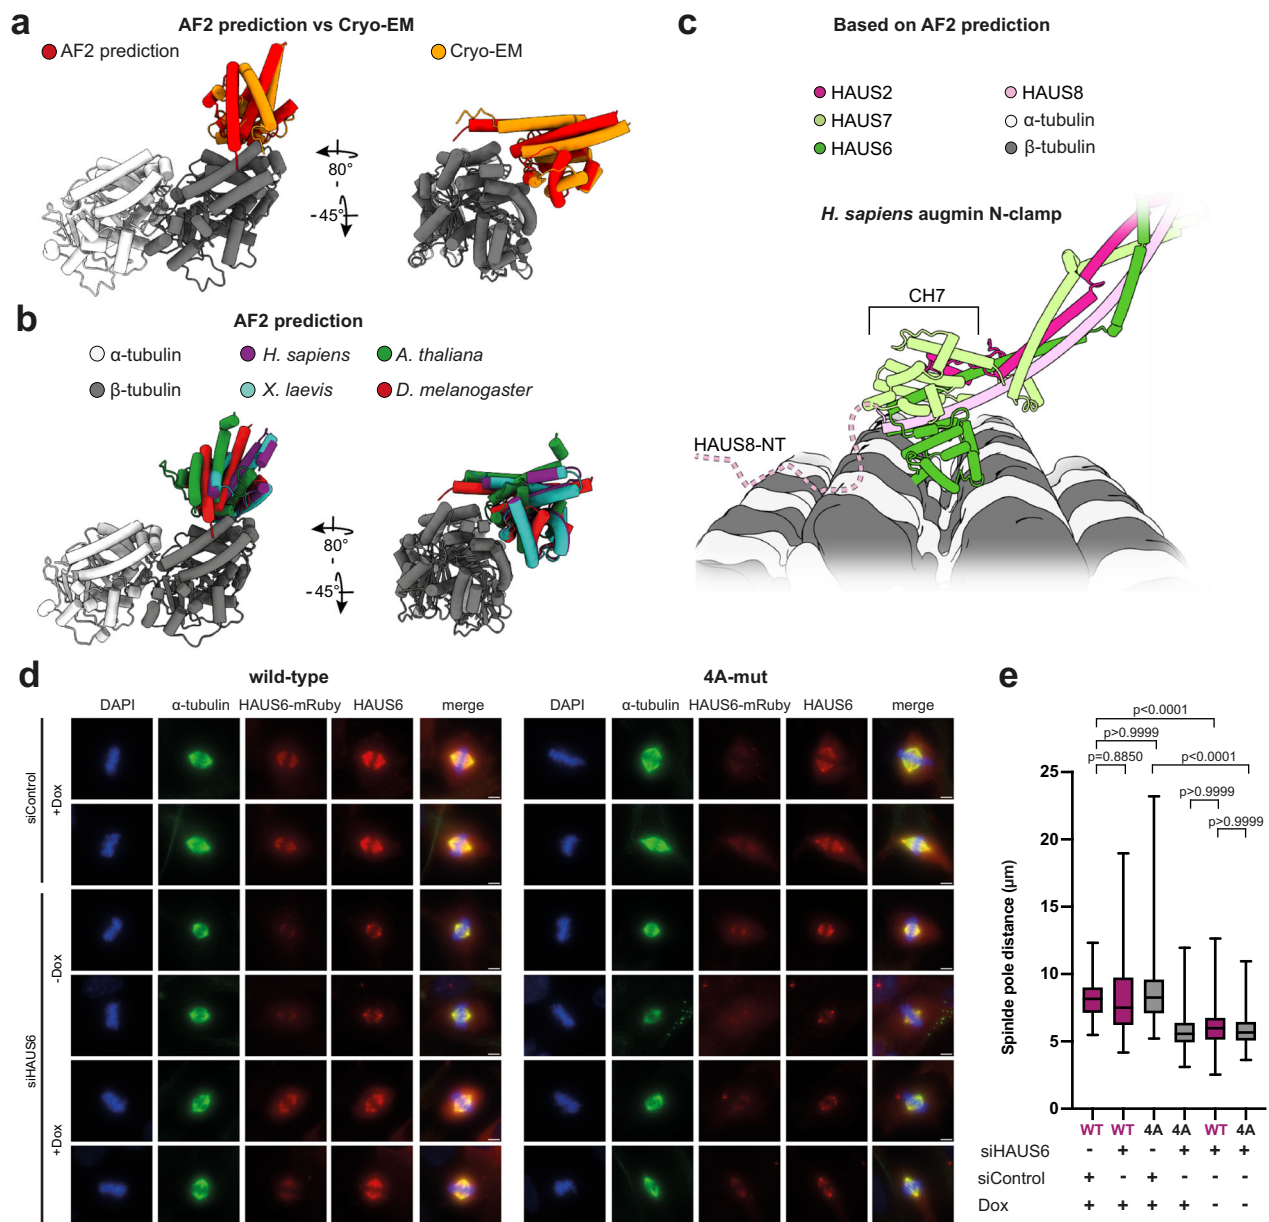 a
AF2 prediction vs Cryo-EM
AF2 prediction
Cryo-EM
80°
-45°
b
AF2 prediction
α-tubulin
H. sapiens
A. thaliana
β-tubulin
X. laevis
D. melanogaster
80°
-45°
c
Based on AF2 prediction
HAUS2
HAUS8
HAUS7
α-tubulin
HAUS6
β-tubulin
H. sapiens augmin N-clamp
CH7
HAUS8-NT
d
wild-type
4A-mut
DAPI α-tubulin HAUS6-mRuby HAUS6 merge
DAPI α-tubulin HAUS6-mRuby HAUS6 merge
siControl
+Dox
siHAUS6
-Dox
+Dox
e
p<0.0001
p>0.9999
p=0.8850
p<0.0001
p>0.9999
p>0.9999
Spinlde pole distance (µm)
25
20
15
10
5
0
WT WT 4A 4A WT 4A
siHAUS6 - + - + + +
siControl + - + - - -
Dox + + + + - -